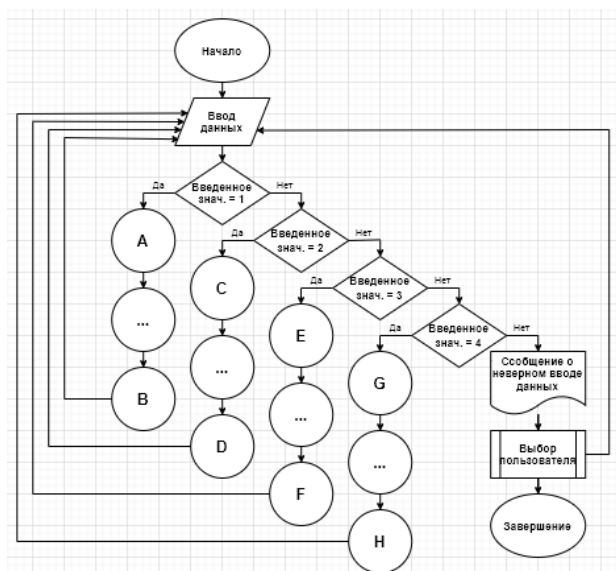 Начало
Ввод
данных
Да
Введенное
знач. = 1
Нет
A
Да
Введенное
знач. = 2
Нет
C
Да
Введенное
знач. = 3
Нет
...
E
Да
Введенное
знач. = 4
Нет
Ссобщение о
неверном вводе
данных
...
G
B
...
D
Выбор
пользователя
...
F
Завершение
H